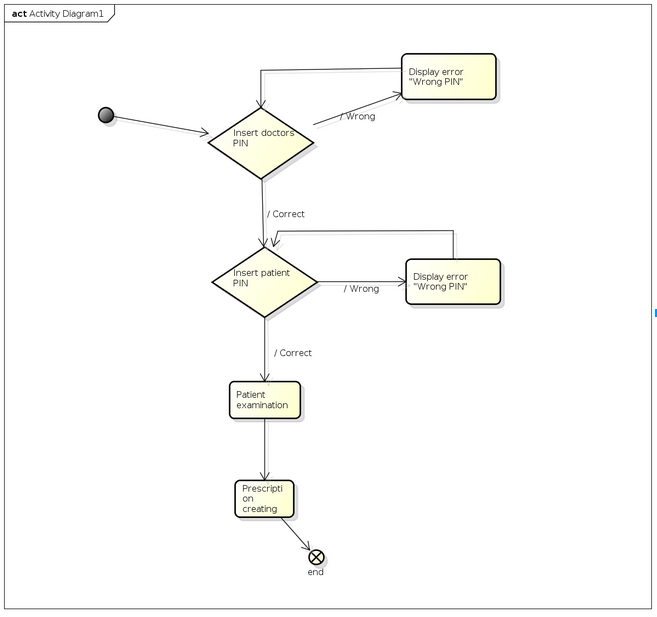 act Activity Diagram1
Display error
"Wrong PIN"
/ Wrong
Insert doctors
PIN
/ Correct
Insert patient
PIN
/ Wrong
Display error
"Wrong PIN"
/ Correct
Patient
examination
Prescripti
on
creating
end